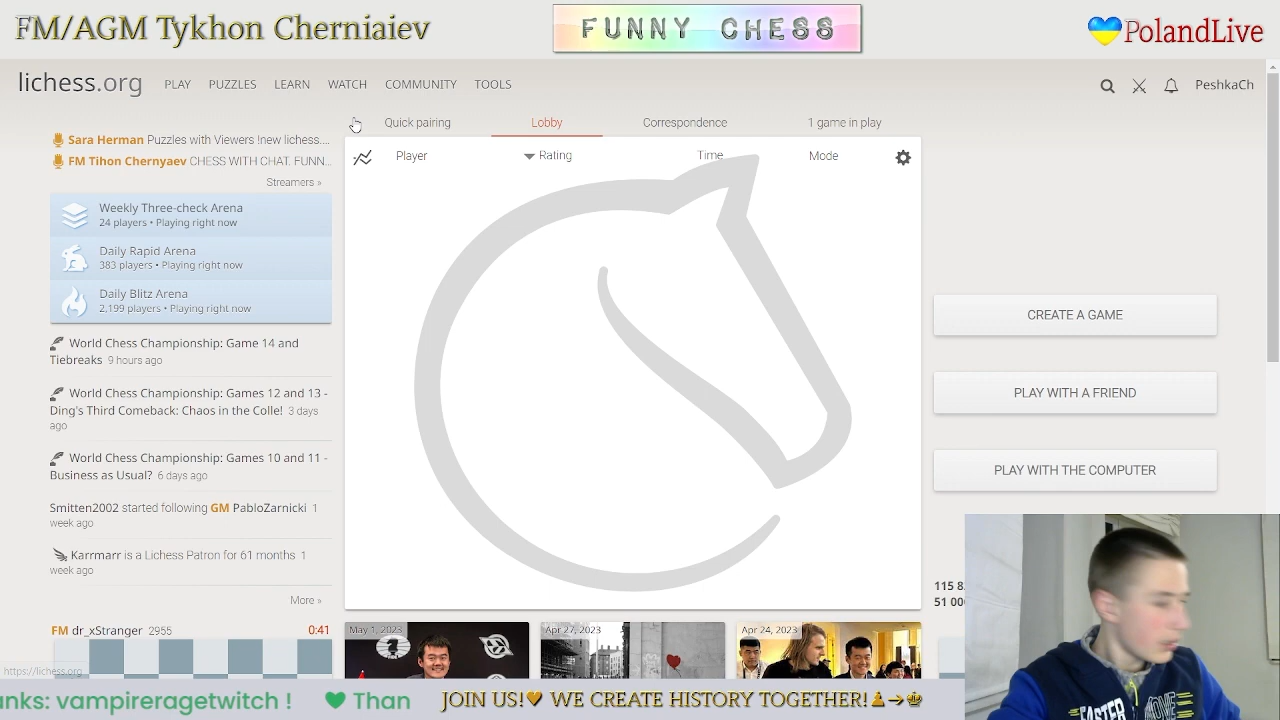 FM/AGM Tykhon Cherniaiev
FUNNY CHESS
PolandLive
lichess.org
PLAY
PUZZLES
LEARN
WATCH
COMMUNITY
TOOLS
PeshkaCh
Sara Herman Puzzles with Viewers !new lichess....
FM Tihon Chernyaev CHESS WITH CHAT. FUNN...
Streamers »
Weekly Three-check Arena
24 players • Playing right now
Daily Rapid Arena
383 players • Playing right now
Daily Blitz Arena
2,199 players • Playing right now
World Chess Championship: Game 14 and
Tiebreaks 9 hours ago
World Chess Championship: Games 12 and 13 -
Ding's Third Comeback: Chaos in the Colle! 3 days
ago
World Chess Championship: Games 10 and 11 -
Business as Usual? 6 days ago
Smitten2002 started following GM PabloZarnicki 1
week ago
Karrmarr is a Lichess Patron for 61 months 1
week ago
More »
FM dr_xStranger 2955 0:41
https://lichess.org
Quick pairing
Lobby
Correspondence
1 game in play
Player
Rating
Time
Mode
CREATE A GAME
PLAY WITH A FRIEND
PLAY WITH THE COMPUTER
115 8
51 00
May 1, 2023
Apr 27, 2023
Apr 24, 2023
FASTER
MOVE
anks: vampireragetwitch ! Than
JOIN US! WE CREATE HISTORY TOGETHER!